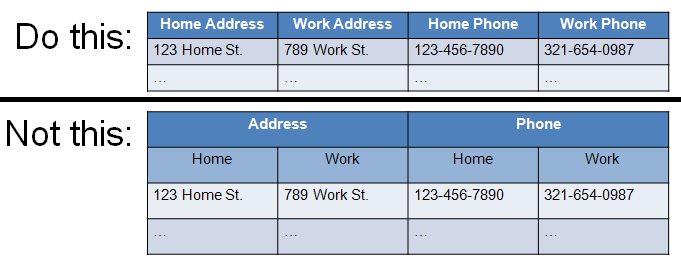 Do this:
Home Address Work Address Home Phone Work Phone
123 Home St. 789 Work St. 123-456-7890 321-654-0987
… … … …
Not this:
Address Phone
Home Work Home Work
123 Home St. 789 Work St. 123-456-7890 321-654-0987
… … … …